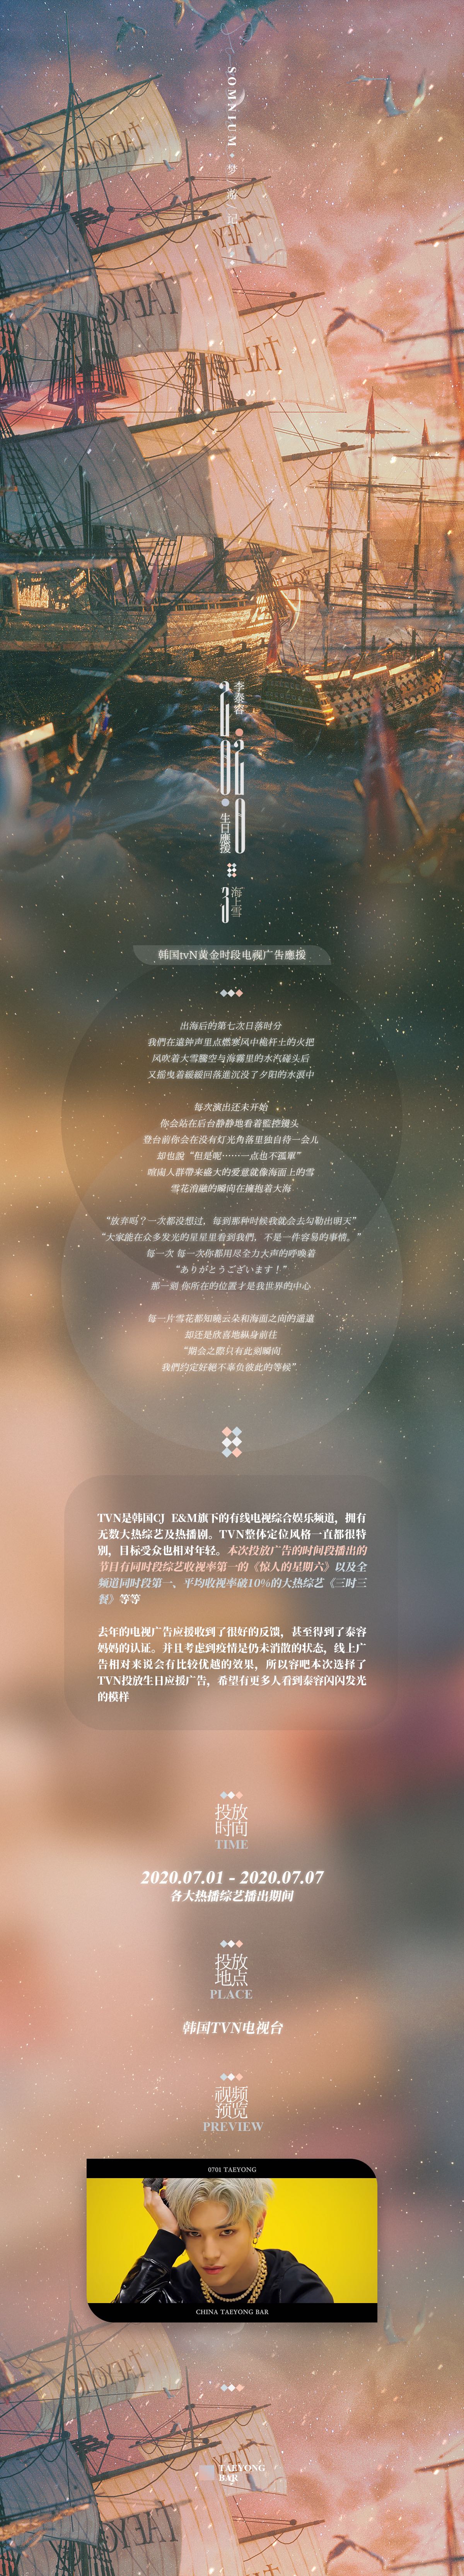 SOMNIUM
梦/游/记
TAEYONG
TAEYONG
TAEYONG
李泰容
2020
生日應援
3
海上雪
韩国tvN黄金时段电视广告應援
出海后的第七次日落时分
我們在遠钟声里点燃寒风中桅杆士的火把
风吹着大雪騰空与海霧里的水汽碰头后
又摇曳着緩緩回落進沉没了夕阳的水浪中
每次演出还未开始
你会站在后台静静地看着監控镜头
登台前你会在没有灯光角落里独自待一会儿
却也說“但是呢……一点也不孤單”
喧闹人群带来盛大的爱意就像海面上的雪
雪花消融的瞬向在擁抱着大海
“放弃吗？一次都没想过，每到那种时候我就会去勾勒出明天”
“大家能在众多发光的星星里看到我們，不是一件容易的事情。”
每一次 每一次你都用尽全力大声的呼喚着
“ありがとうございます！”
那一刻 你所在的位置才是我世界的中心
每一片雪花都知曉云朵和海面之间的遥遠
却还是欣喜地縱身前往
“期会之際只有此刻瞬间
我們约定好絕不辜负彼此的等候”
TVN是韩国CJ E&M旗下的有线电视综合娱乐频道，拥有
无数大热综艺及热播剧。TVN整体定位风格一直都很特
别，目标受众也相对年轻。本次投放广告的时间段播出的
节目有同时段综艺收视率第一的《惊人的星期六》以及全
频道同时段第一、平均收视率破10%的大热综艺《三时三
餐》等等
去年的电视广告应援收到了很好的反馈，甚至得到了泰容
妈妈的认证。并且考虑到疫情是仍未消散的状态，线上广
告相对来说会有比较优越的效果，所以容吧本次选择了
TVN投放生日应援广告，希望有更多人看到泰容闪闪发光
的模样
投放
时间
TIME
2020.07.01 - 2020.07.07
各大热播综艺播出期间
投放
地点
PLACE
韩国TVN电视台
视频
预览
PREVIEW
0701 TAEYONG
CHINA TAEYONG BAR
TAEYONG
TAEYONG
BAR